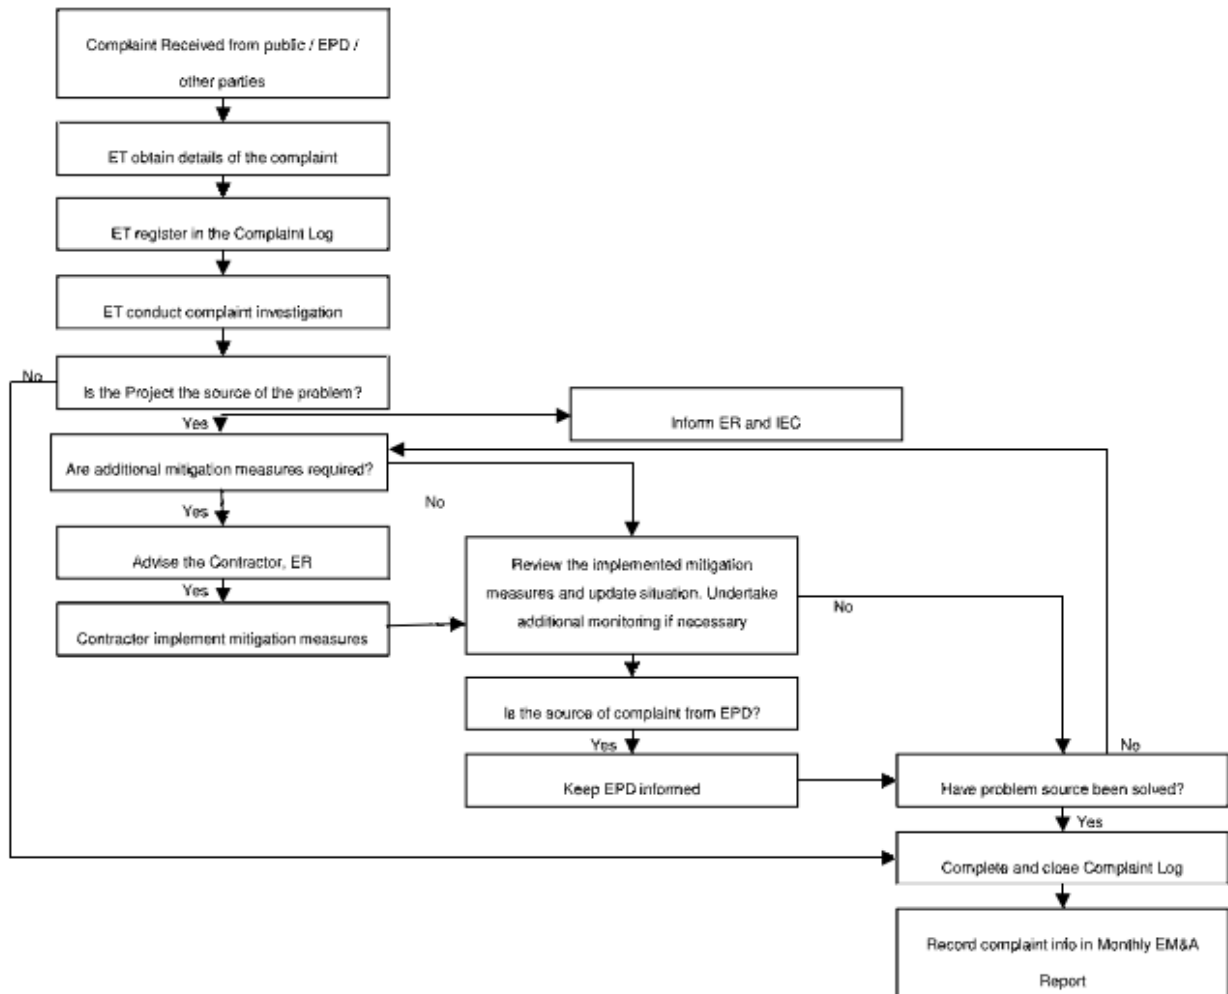 Complaint Received from public / EPD /
other parties
ET obtain details of the complaint
ET register in the Complaint Log
ET conduct complaint investigation
No
Is the Project the source of the problem?
Yes
Inform ER and IEC
Are additional mitigation measures required?
No
Yes
Advise the Contractor, ER
Yes
Contracter implement mitigation measures
Review the implemented mitigation
measures and update situation. Undertake
additional monitoring if necessary
No
Is the source of complaint from EPD?
Yes
Keep EPD informed
No
Have problem source been solved?
Yes
Complete and close Complaint Log
Record complaint info in Monthly EM&A
Report